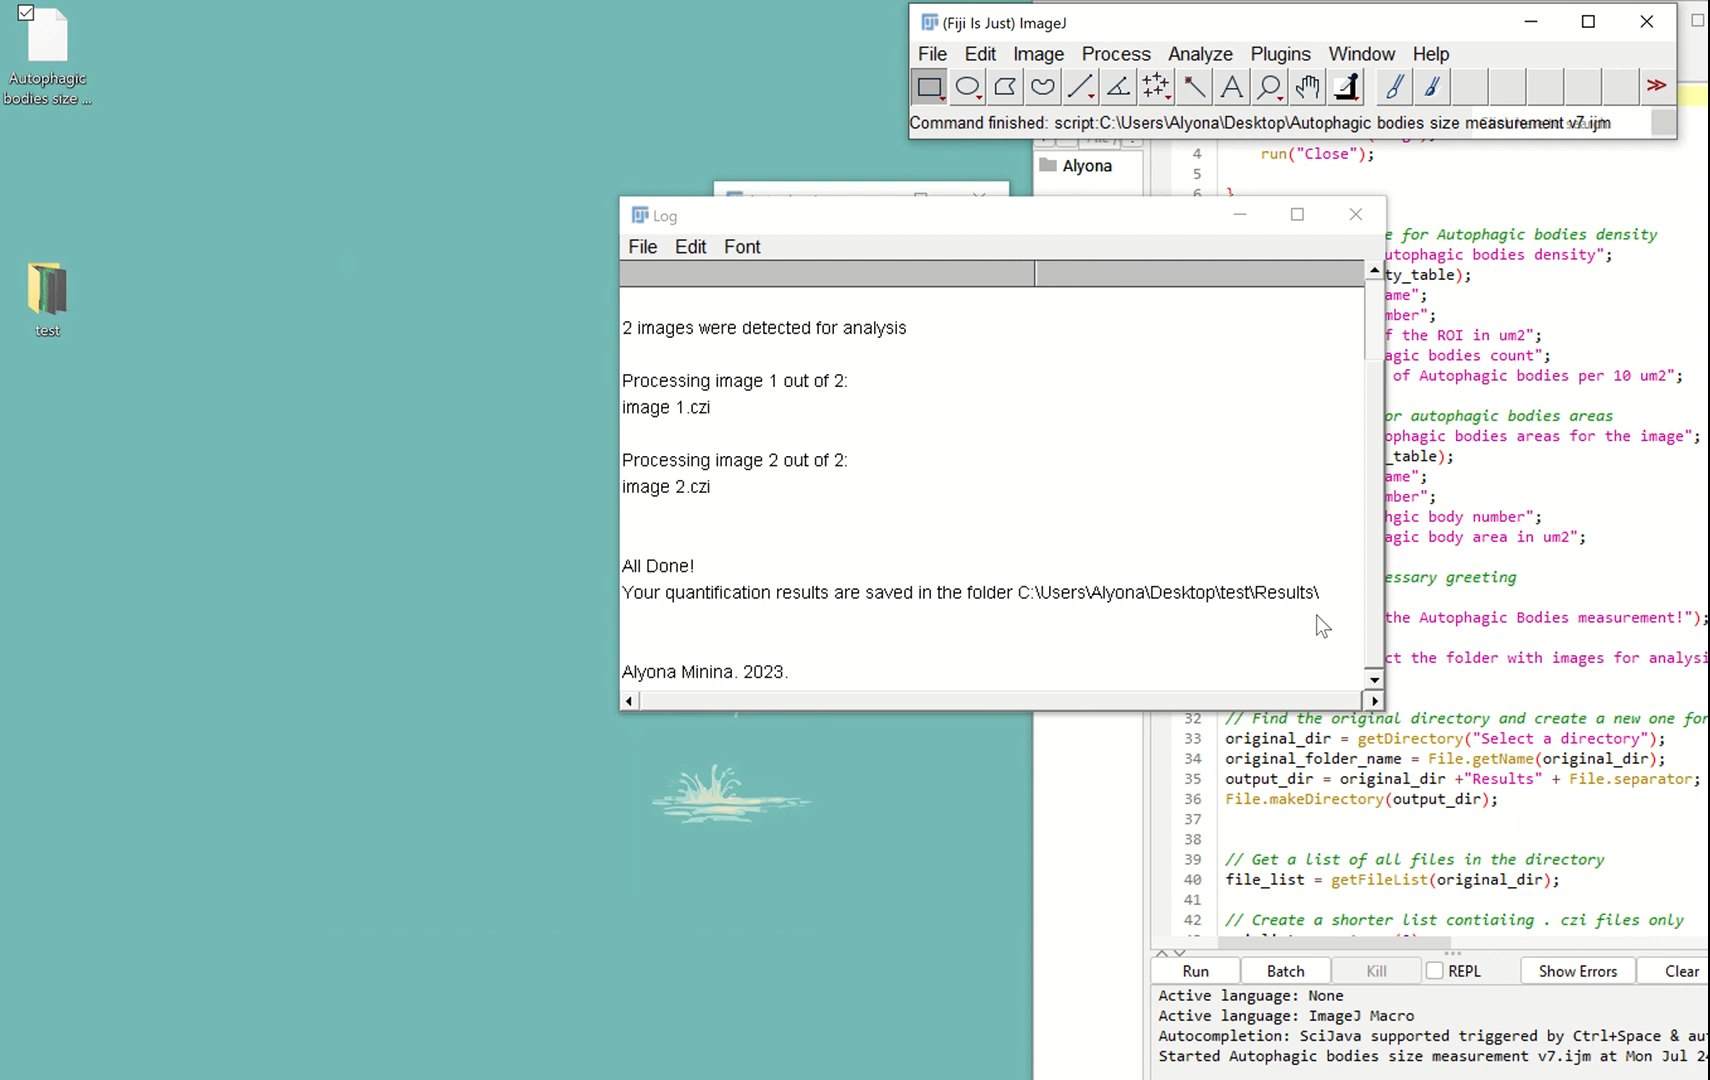 Autophagic
bodies size ...
test
(Fiji Is Just) ImageJ
File Edit Image Process Analyze Plugins Window Help
Command finished: script:C:\Users\Alyona\Desktop\Autophagic bodies size measurement v7.ijm
Alyona
Log
File Edit Font
2 images were detected for analysis
Processing image 1 out of 2:
image 1.czi
Processing image 2 out of 2:
image 2.czi
All Done!
Your quantification results are saved in the folder C:\Users\Alyona\Desktop\test\Results\
Alyona Minina. 2023.
4 run("Close");
5
6 }
e for Autophagic bodies density
utophagic bodies density";
ty_table);
ame";
mber";
f the ROI in um2";
agic bodies count";
of Autophagic bodies per 10 um2";
or autophagic bodies areas
ophagic bodies areas for the image";
_table);
ame";
mber";
hgic body number";
agic body area in um2";
essary greeting
the Autophagic Bodies measurement!");
ct the folder with images for analysi
32 // Find the original directory and create a new one for
33 original_dir = getDirectory("Select a directory");
34 original_folder_name = File.getName(original_dir);
35 output_dir = original_dir +"Results" + File.separator;
36 File.makeDirectory(output_dir);
37
38
39 // Get a list of all files in the directory
40 file_list = getFileList(original_dir);
41
42 // Create a shorter list contiaiing . czi files only
Run Batch Kill REPL Show Errors Clear
Active language: None
Active language: ImageJ Macro
Autocompletion: SciJava supported triggered by Ctrl+Space & au
Started Autophagic bodies size measurement v7.ijm at Mon Jul 24